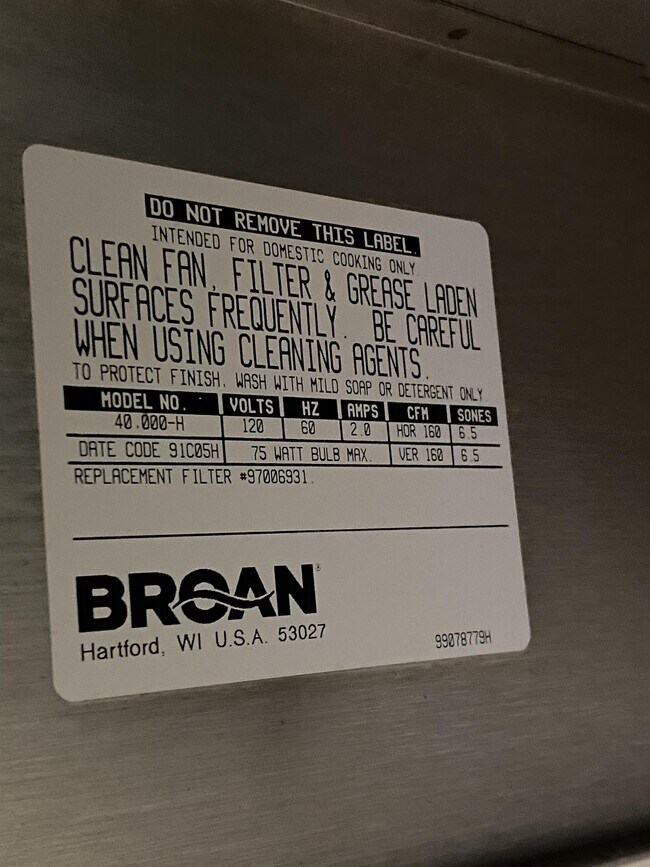 DO NOT REMOVE THIS LABEL.
INTENDED FOR DOMESTIC COOKING ONLY
CLEAN FAN, FILTER & GREASE LADEN
SURFACES FREQUENTLY. BE CAREFUL
WHEN USING CLEANING AGENTS.
TO PROTECT FINISH, WASH WITH MILD SOAP OR DETERGENT ONLY
MODEL NO. VOLTS HZ AMPS CFM SONES
40,000-H 120 60 2.0 HOR 160 6.5
DATE CODE 91C05H 75 WATT BULB MAX. VER 160 6.5
REPLACEMENT FILTER #97006931.
BROAN®
Hartford, WI U.S.A. 53027
99078779H